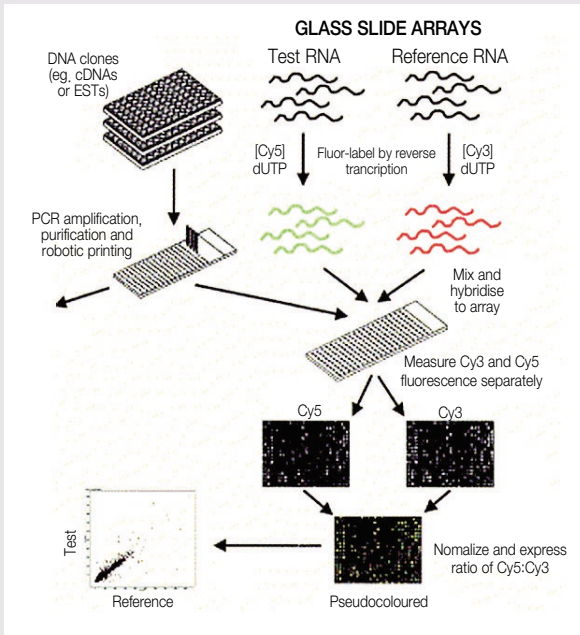 GLASS SLIDE ARRAYS
DNA clones
(eg, cDNAs
or ESTs)
Test RNA
Reference RNA
[Cy5]
dUTP
Fluor-label by reverse
trancription
[Cy3]
dUTP
PCR amplification,
purification and
robotic printing
Mix and
hybridise
to array
Measure Cy3 and Cy5
fluorescence separately
Cy5
Cy3
Test
Reference
Pseudocoloured
Nomalize and express
ratio of Cy5:Cy3